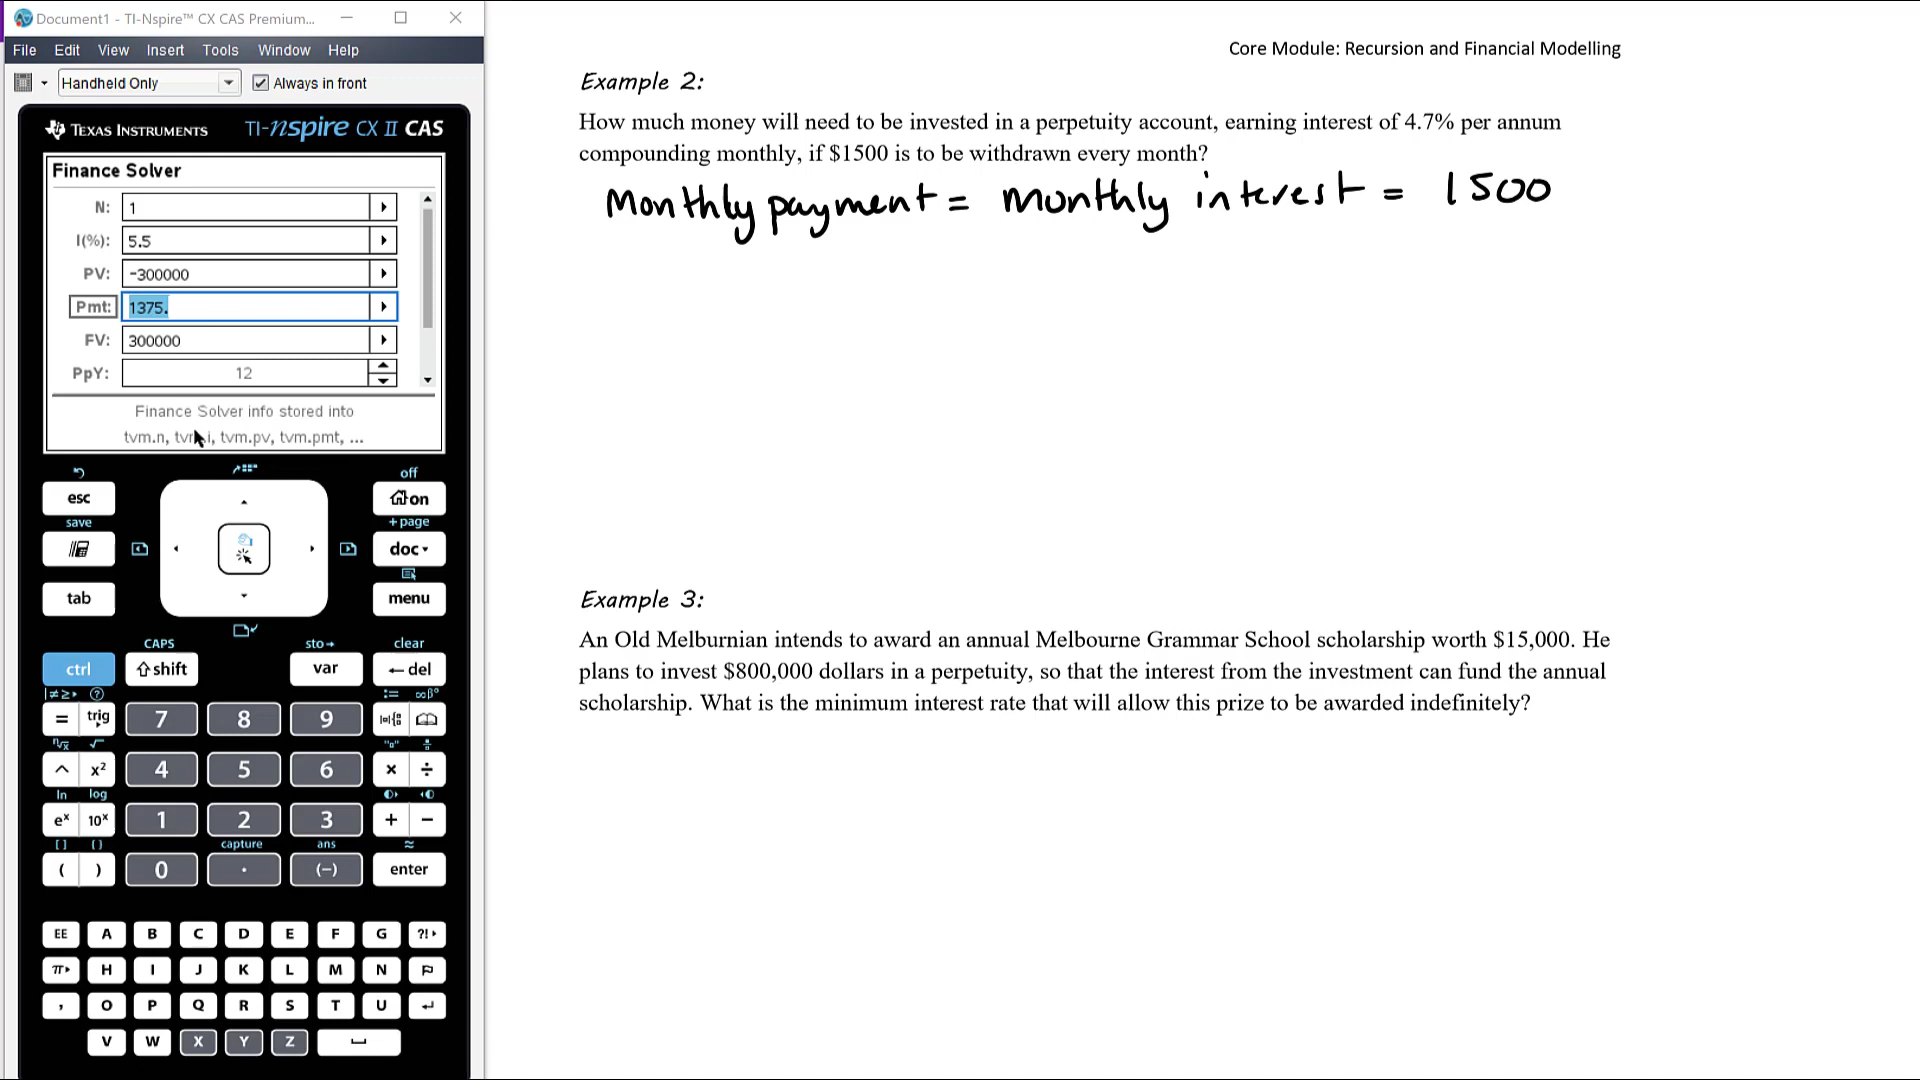 Document1 - TI-Nspire™ CX CAS Premium...
File Edit View Insert Tools Window Help
Handheld Only Always in front
TEXAS INSTRUMENTS TI-nspire CX II CAS
Finance Solver
N: 1
I(%): 5.5
PV: -300000
Pmt: 1375.
FV: 300000
PpY: 12
Finance Solver info stored into
tvm.n, tvm.i, tvm.pv, tvm.pmt, ...
off
esc on
save + page
doc
tab menu
CAPS sto→ clear
ctrl shift var ← del
|≠≥▸ ? := ∞β°
= trig 7 8 9
n√x √ "a"
^ x² 4 5 6 × ÷
ln log
eˣ 10ˣ 1 2 3 + −
[ ] { } capture ans ≈
( ) 0 . (−) enter
EE A B C D E F G ?!▸
π▸ H I J K L M N
, O P Q R S T U
V W X Y Z
Core Module: Recursion and Financial Modelling
Example 2:
How much money will need to be invested in a perpetuity account, earning interest of 4.7% per annum
compounding monthly, if $1500 is to be withdrawn every month?
Monthly payment = monthly interest = 1500
Example 3:
An Old Melburnian intends to award an annual Melbourne Grammar School scholarship worth $15,000. He
plans to invest $800,000 dollars in a perpetuity, so that the interest from the investment can fund the annual
scholarship. What is the minimum interest rate that will allow this prize to be awarded indefinitely?